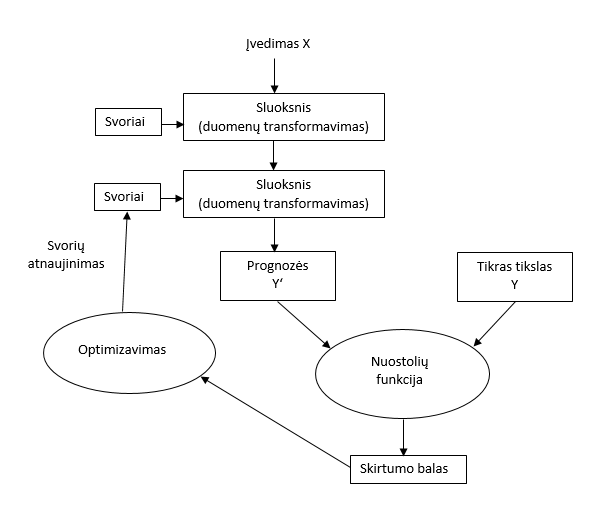 Įvedimas X
Sluoksnis
(duomenų transformavimas)
Svoriai
Sluoksnis
(duomenų transformavimas)
Svoriai
Svorių
atnaujinimas
Prognozės
Y‘
Tikras tikslas
Y
Optimizavimas
Nuostolių
funkcija
Skirtumo balas